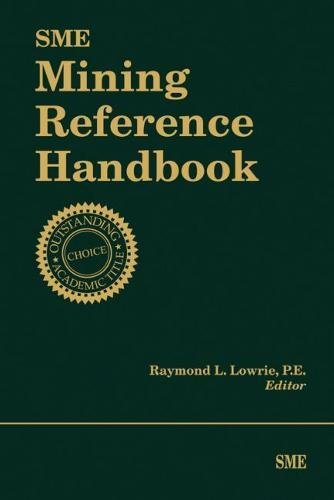 SME
Mining
Reference
Handbook
OUTSTANDING
CHOICE
ACADEMIC TITLE
Raymond L. Lowrie, P.E.
Editor
SME